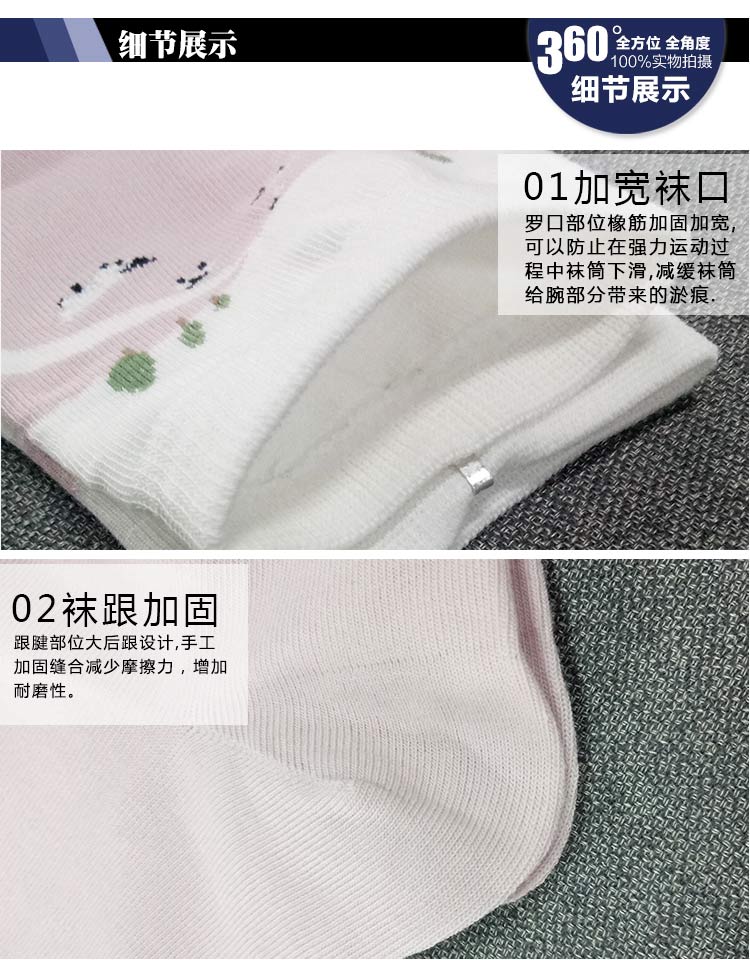 细节展示
360°全方位 全角度
100%实物拍摄
细节展示
01加宽袜口
罗口部位橡筋加固加宽,
可以防止在强力运动过
程中袜筒下滑,减缓袜筒
给腕部分带来的淤痕.
02袜跟加固
跟腱部位大后跟设计,手工
加固缝合减少摩擦力，增加
耐磨性。